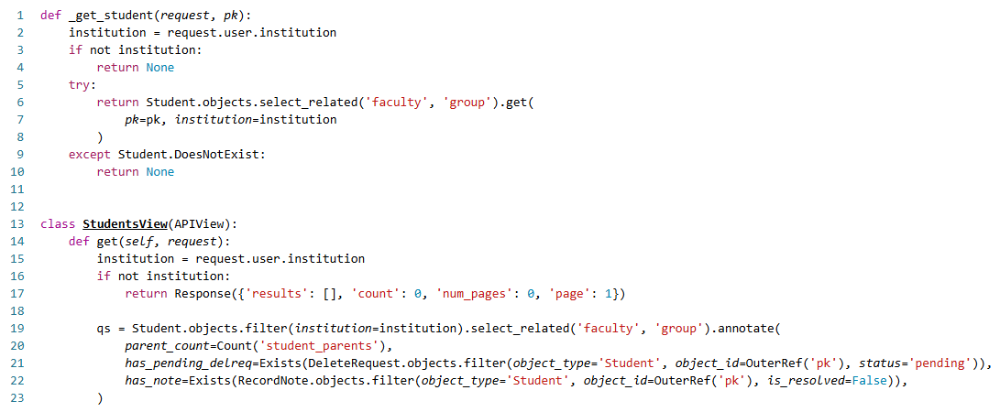 1 def _get_student(request, pk):
2     institution = request.user.institution
3     if not institution:
4         return None
5     try:
6         return Student.objects.select_related('faculty', 'group').get(
7             pk=pk, institution=institution
8         )
9     except Student.DoesNotExist:
10         return None
11
12
13 class StudentsView(APIView):
14     def get(self, request):
15         institution = request.user.institution
16         if not institution:
17             return Response({'results': [], 'count': 0, 'num_pages': 0, 'page': 1})
18
19         qs = Student.objects.filter(institution=institution).select_related('faculty', 'group').annotate(
20             parent_count=Count('student_parents'),
21             has_pending_delreq=Exists(DeleteRequest.objects.filter(object_type='Student', object_id=OuterRef('pk'), status='pending')),
22             has_note=Exists(RecordNote.objects.filter(object_type='Student', object_id=OuterRef('pk'), is_resolved=False)),
23         )